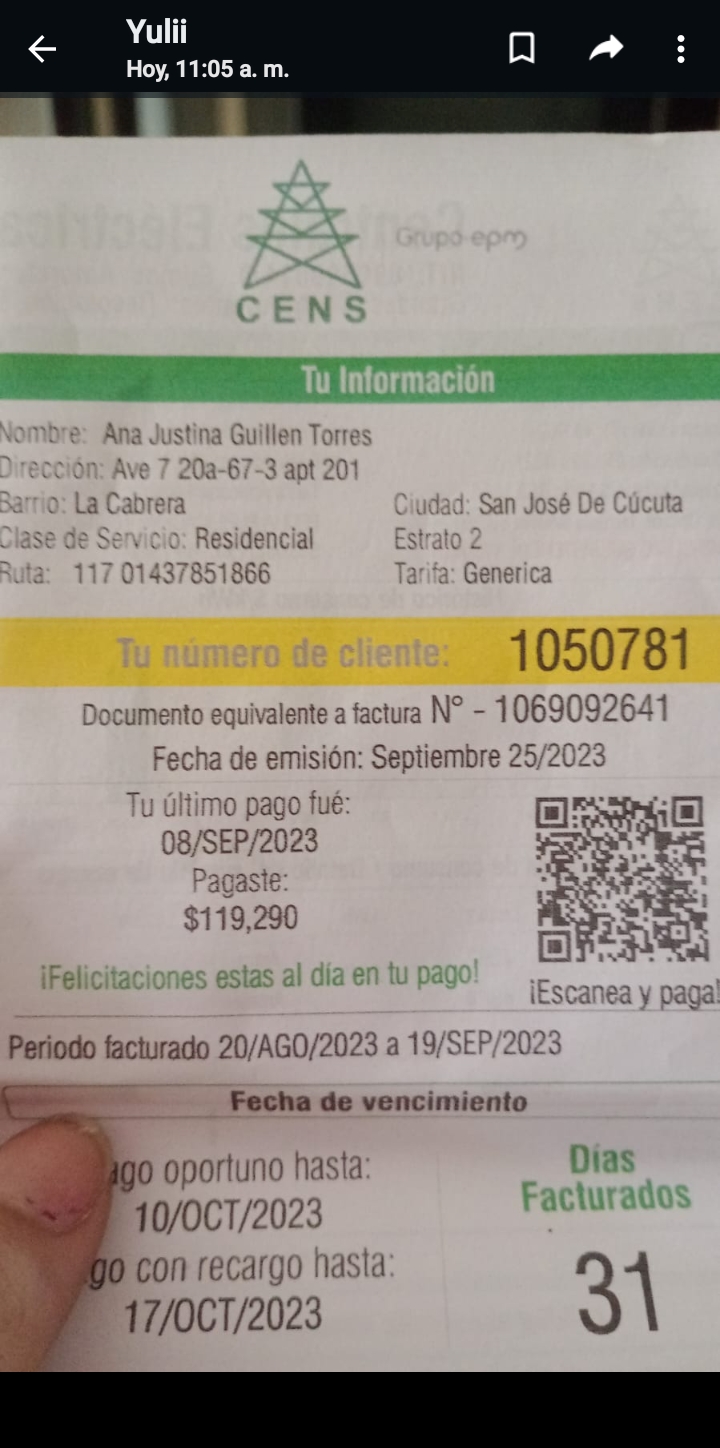 Yulii
Hoy, 11:05 a. m.
Grupo epm
CENS
Tu Información
Nombre: Ana Justina Guillen Torres
Dirección: Ave 7 20a-67-3 apt 201
Barrio: La Cabrera
Ciudad: San José De Cúcuta
Clase de Servicio: Residencial
Estrato 2
Ruta: 117 01437851866
Tarifa: Generica
Tu número de cliente: 1050781
Documento equivalente a factura N° - 1069092641
Fecha de emisión: Septiembre 25/2023
Tu último pago fué:
08/SEP/2023
Pagaste:
$119,290
¡Felicitaciones estas al día en tu pago!
¡Escanea y paga!
Periodo facturado 20/AGO/2023 a 19/SEP/2023
Fecha de vencimiento
ago oportuno hasta:
10/OCT/2023
go con recargo hasta:
17/OCT/2023
Días
Facturados
31